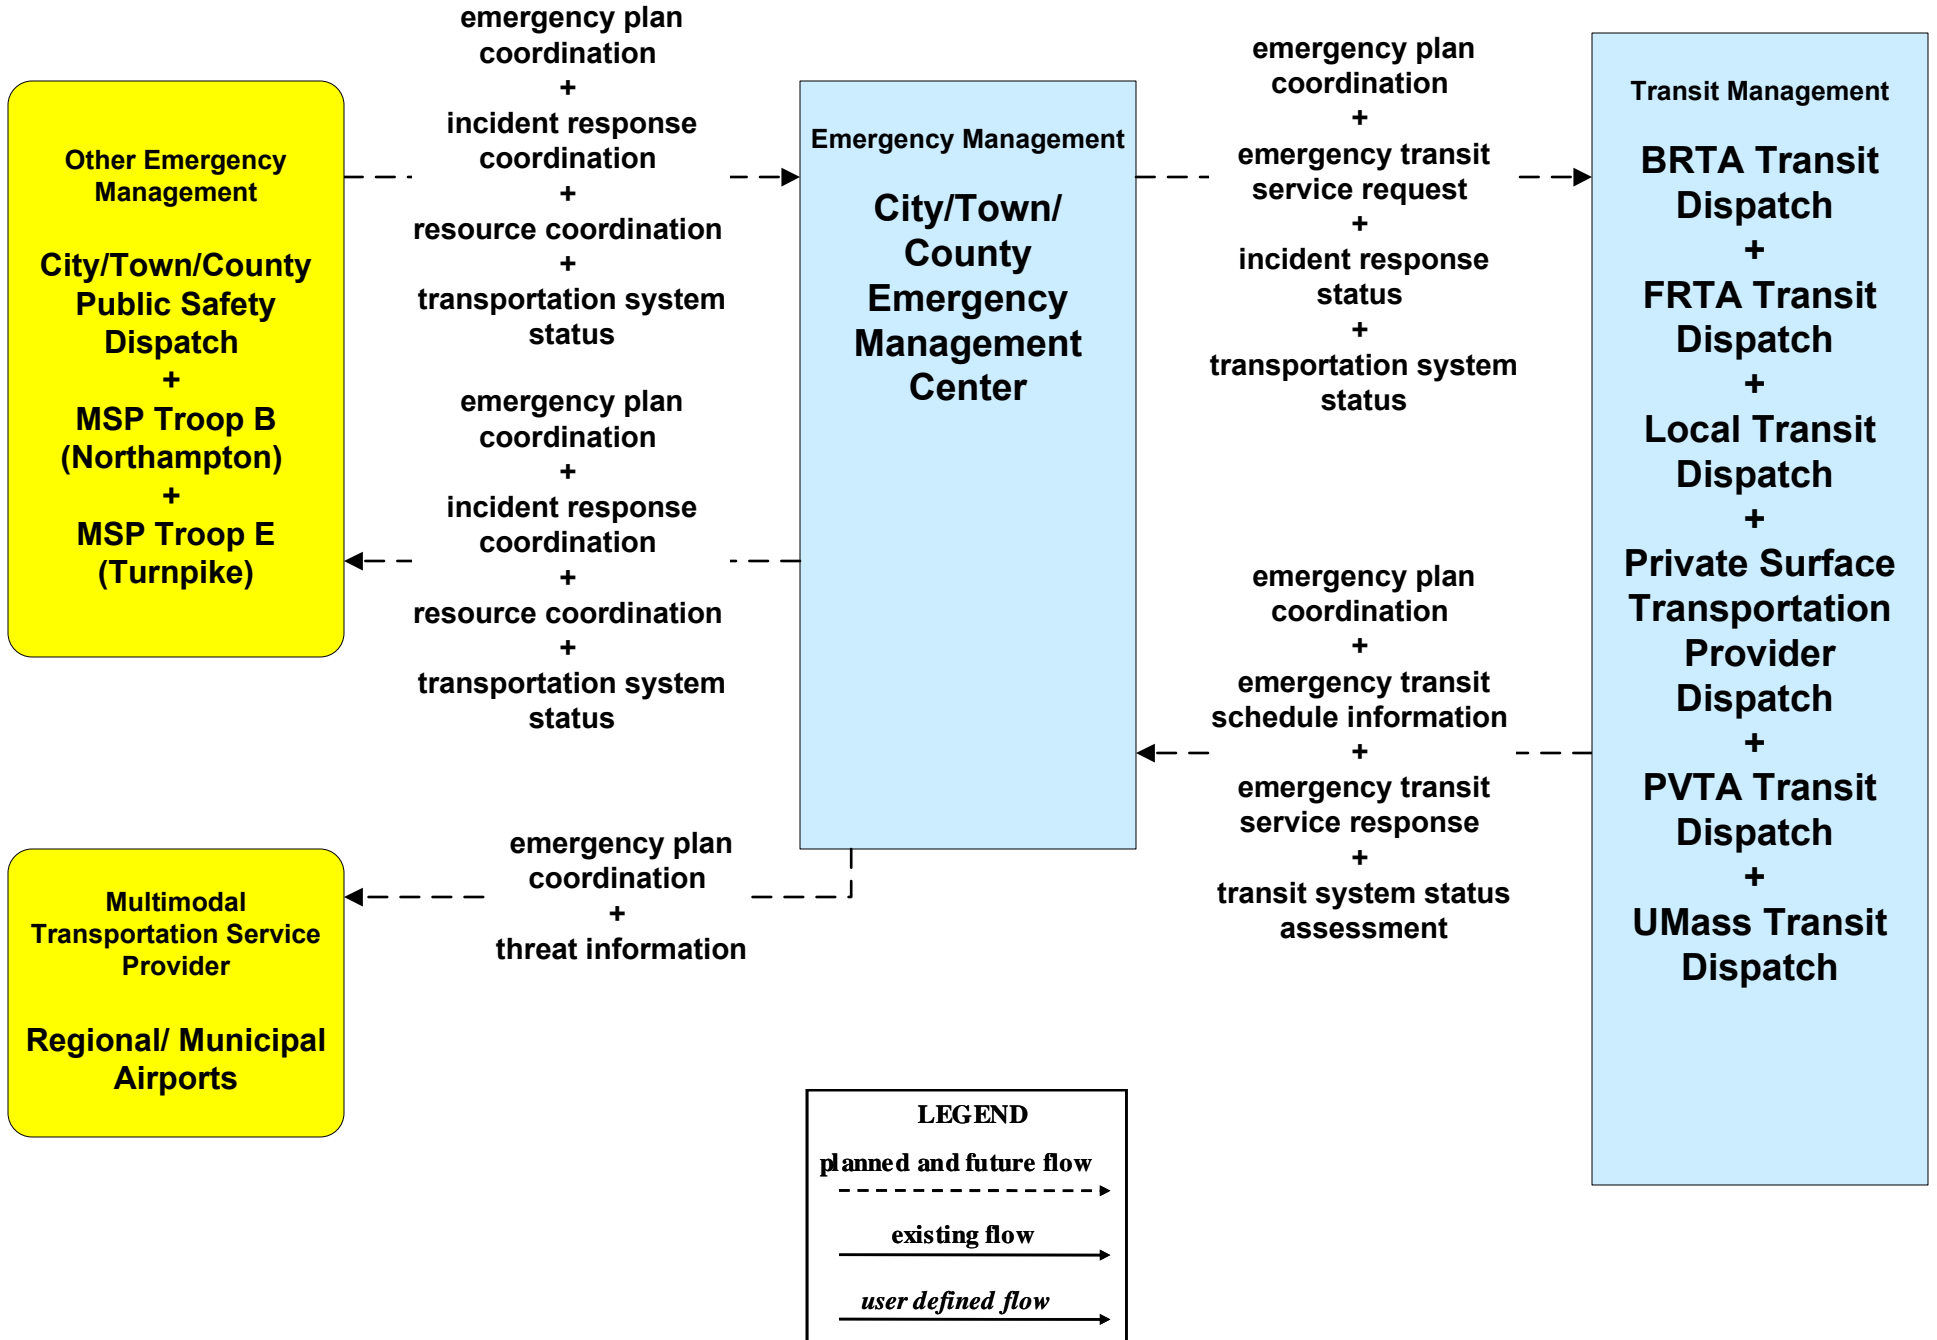 emergency plan
coordination
+
incident response
coordination
+
resource coordination
+
transportation system
status
Other Emergency
Management
City/Town/County
Public Safety
Dispatch
+
MSP Troop B
(Northampton)
+
MSP Troop E
(Turnpike)
emergency plan
coordination
+
incident response
coordination
+
resource coordination
+
transportation system
status
Emergency Management
City/Town/
County
Emergency
Management
Center
emergency plan
coordination
+
emergency transit
service request
+
incident response
status
+
transportation system
status
emergency plan
coordination
+
emergency transit
schedule information
+
emergency transit
service response
+
transit system status
assessment
Transit Management
BRTA Transit
Dispatch
+
FRTA Transit
Dispatch
+
Local Transit
Dispatch
+
Private Surface
Transportation
Provider
Dispatch
+
PVTA Transit
Dispatch
+
UMass Transit
Dispatch
Multimodal
Transportation Service
Provider
Regional/ Municipal
Airports
emergency plan
coordination
+
threat information
LEGEND
planned and future flow
existing flow
user defined flow